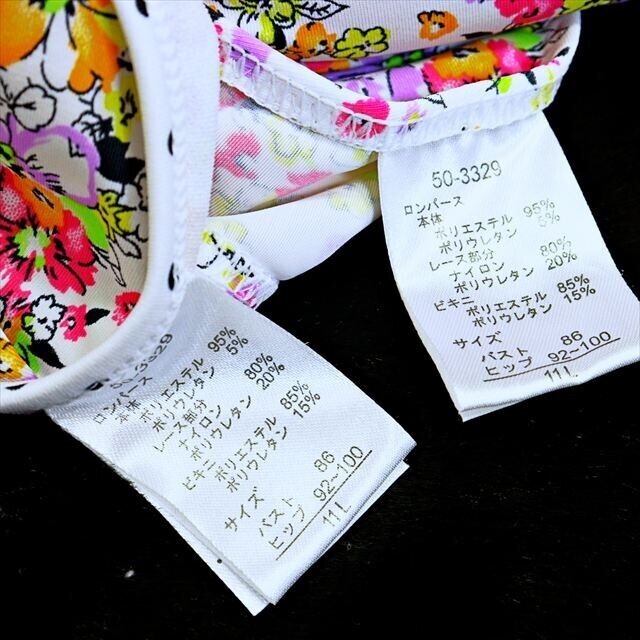 50-3329
ロンパース
本体
ポリエステル 95%
ポリウレタン 5%
レース部分
ナイロン 80%
ポリウレタン 20%
ビキニ
ポリエステル 85%
ポリウレタン 15%
サイズ
バスト 86
ヒップ 92-100
11L
50-3329
ロンパース
本体
ポリエステル 95%
ポリウレタン 5%
レース部分
ナイロン 80%
ポリウレタン 20%
ビキニ ポリエステル 85%
ポリウレタン 15%
サイズ
バスト 86
ヒップ 92-100
11L